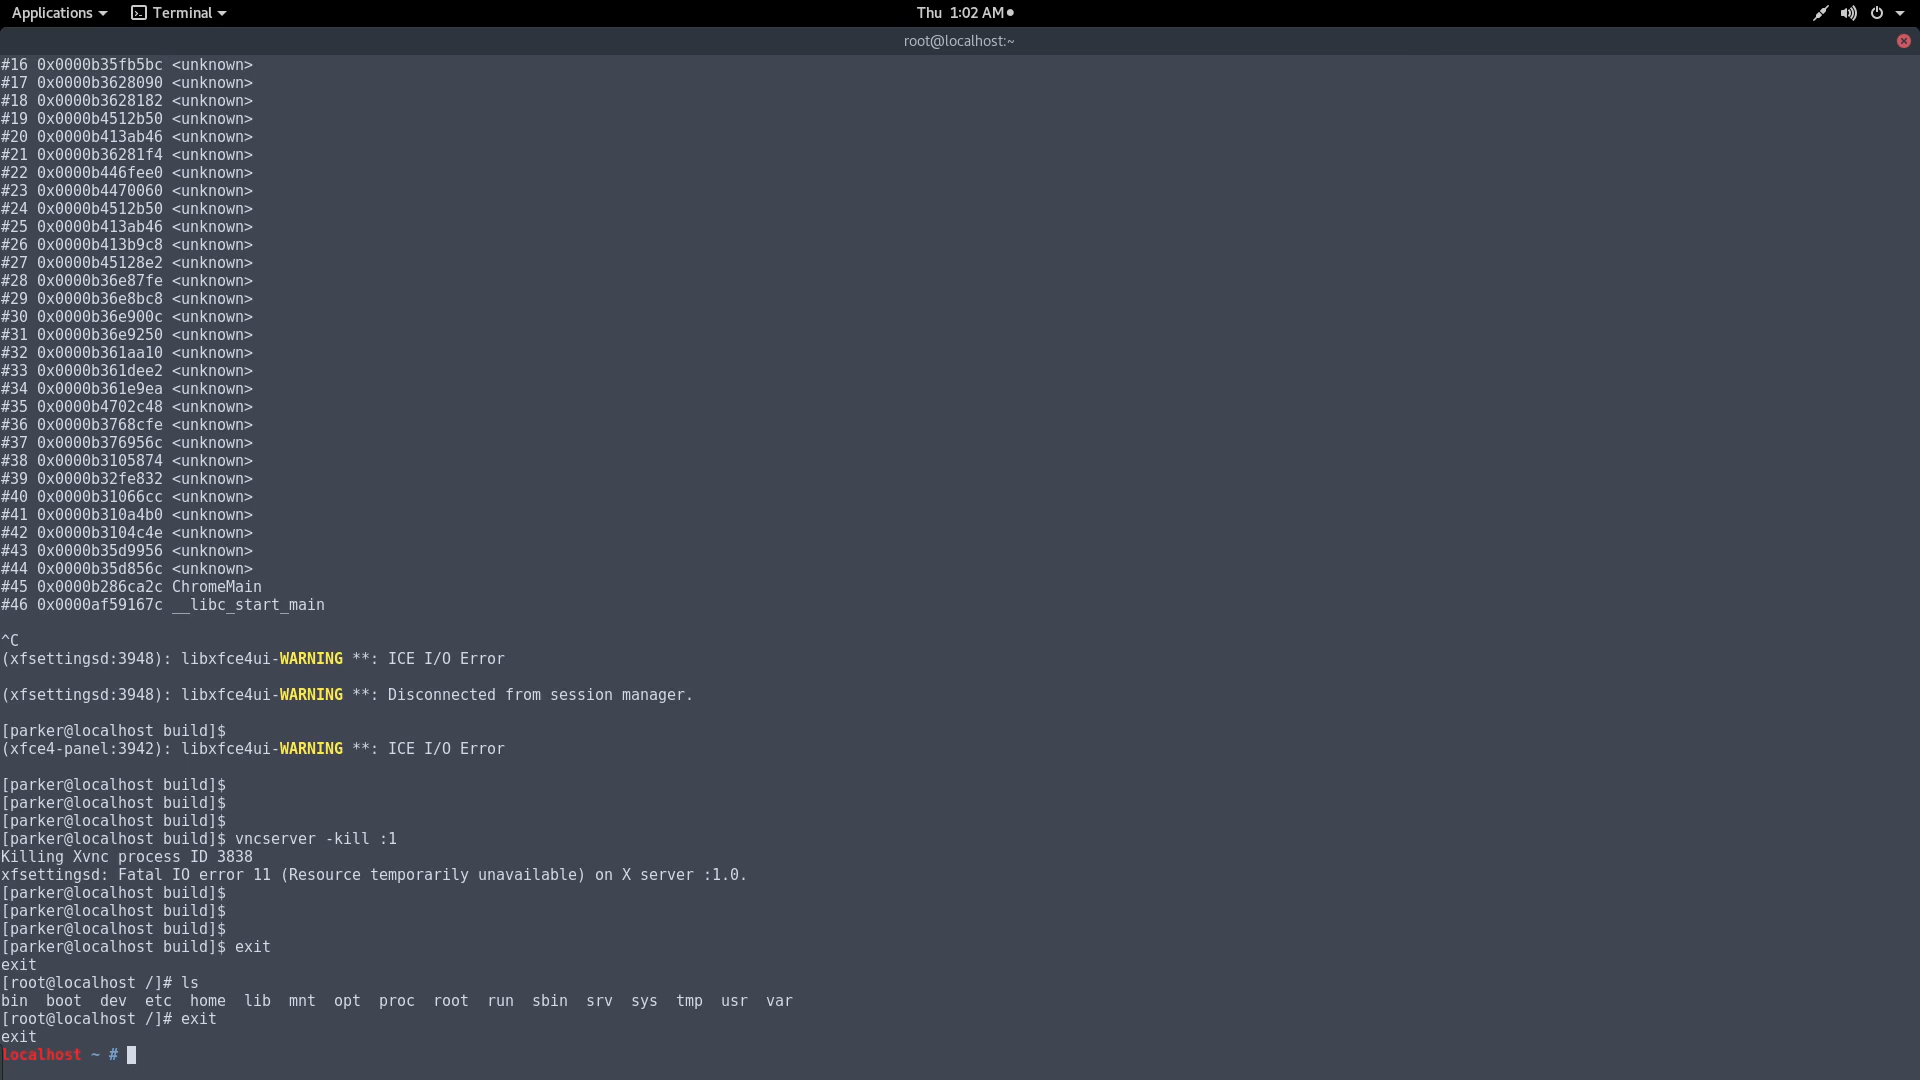 Applications Terminal Thu 1:02 AM
root@localhost:~
#16 0x0000b35fb5bc <unknown>
#17 0x0000b3628090 <unknown>
#18 0x0000b3628182 <unknown>
#19 0x0000b4512b50 <unknown>
#20 0x0000b413ab46 <unknown>
#21 0x0000b36281f4 <unknown>
#22 0x0000b446fee0 <unknown>
#23 0x0000b4470060 <unknown>
#24 0x0000b4512b50 <unknown>
#25 0x0000b413ab46 <unknown>
#26 0x0000b413b9c8 <unknown>
#27 0x0000b45128e2 <unknown>
#28 0x0000b36e87fe <unknown>
#29 0x0000b36e8bc8 <unknown>
#30 0x0000b36e900c <unknown>
#31 0x0000b36e9250 <unknown>
#32 0x0000b361aa10 <unknown>
#33 0x0000b361dee2 <unknown>
#34 0x0000b361e9ea <unknown>
#35 0x0000b4702c48 <unknown>
#36 0x0000b3768cfe <unknown>
#37 0x0000b376956c <unknown>
#38 0x0000b3105874 <unknown>
#39 0x0000b32fe832 <unknown>
#40 0x0000b31066cc <unknown>
#41 0x0000b310a4b0 <unknown>
#42 0x0000b3104c4e <unknown>
#43 0x0000b35d9956 <unknown>
#44 0x0000b35d856c <unknown>
#45 0x0000b286ca2c ChromeMain
#46 0x0000af59167c __libc_start_main
^C
(xfsettingsd:3948): libxfce4ui-WARNING **: ICE I/O Error
(xfsettingsd:3948): libxfce4ui-WARNING **: Disconnected from session manager.
[parker@localhost build]$
(xfce4-panel:3942): libxfce4ui-WARNING **: ICE I/O Error
[parker@localhost build]$
[parker@localhost build]$
[parker@localhost build]$
[parker@localhost build]$ vncserver -kill :1
Killing Xvnc process ID 3838
xfsettingsd: Fatal IO error 11 (Resource temporarily unavailable) on X server :1.0.
[parker@localhost build]$
[parker@localhost build]$
[parker@localhost build]$
[parker@localhost build]$ exit
exit
[root@localhost /]# ls
bin  boot  dev  etc  home  lib  mnt  opt  proc  root  run  sbin  srv  sys  tmp  usr  var
[root@localhost /]# exit
exit
localhost ~ #